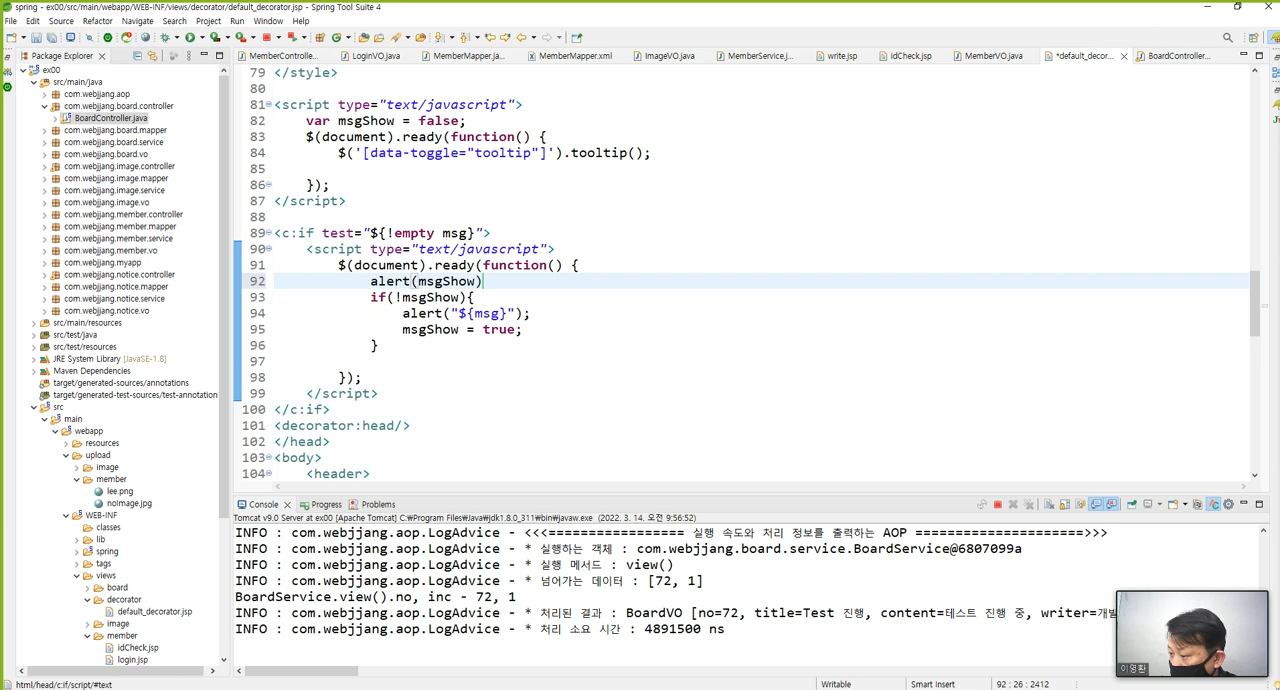 spring - ex00/src/main/webapp/WEB-INF/views/decorator/default_decorator.jsp - Spring Tool Suite 4
File Edit Source Refactor Navigate Search Project Run Window Help
Package Explorer
ex00
src/main/java
com.webjjang.aop
com.webjjang.board.controller
BoardController.java
com.webjjang.board.mapper
com.webjjang.board.service
com.webjjang.board.vo
com.webjjang.image.controller
com.webjjang.image.mapper
com.webjjang.image.service
com.webjjang.image.vo
com.webjjang.member.controller
com.webjjang.member.mapper
com.webjjang.member.service
com.webjjang.member.vo
com.webjjang.myapp
com.webjjang.notice.controller
com.webjjang.notice.mapper
com.webjjang.notice.service
com.webjjang.notice.vo
src/main/resources
src/test/java
src/test/resources
JRE System Library [JavaSE-1.8]
Maven Dependencies
target/generated-sources/annotations
target/generated-test-sources/test-annotation
src
main
webapp
resources
upload
image
member
lee.png
noImage.jpg
WEB-INF
classes
lib
spring
tags
views
board
decorator
default_decorator.jsp
image
member
idCheck.jsp
login.jsp
MemberControlle... LoginVO.java MemberMapper.ja... MemberMapper.xml ImageVO.java MemberService.j... write.jsp idCheck.jsp MemberVO.java *default_decor... BoardController...
79 </style>
80
81 <script type="text/javascript">
82 var msgShow = false;
83 $(document).ready(function() {
84 $('[data-toggle="tooltip"]').tooltip();
85
86 });
87 </script>
88
89 <c:if test="${!empty msg}">
90 <script type="text/javascript">
91 $(document).ready(function() {
92 alert(msgShow)
93 if(!msgShow){
94 alert("${msg}");
95 msgShow = true;
96 }
97
98 });
99 </script>
100 </c:if>
101 <decorator:head/>
102 </head>
103 <body>
104 <header>
Console Progress Problems
Tomcat v9.0 Server at ex00 [Apache Tomcat] C:₩Program Files₩Java₩jdk1.8.0_311₩bin₩javaw.exe (2022. 3. 14. 오전 9:56:52)
INFO : com.webjjang.aop.LogAdvice - <<<================= 실행 속도와 처리 정보를 출력하는 AOP =====================>>>
INFO : com.webjjang.aop.LogAdvice - * 실행하는 객체 : com.webjjang.board.service.BoardService@6807099a
INFO : com.webjjang.aop.LogAdvice - * 실행 메서드 : view()
INFO : com.webjjang.aop.LogAdvice - * 넘어가는 데이터 : [72, 1]
BoardService.view().no, inc - 72, 1
INFO : com.webjjang.aop.LogAdvice - * 처리된 결과 : BoardVO [no=72, title=Test 진행, content=테스트 진행 중, writer=개발
INFO : com.webjjang.aop.LogAdvice - * 처리 소요 시간 : 4891500 ns
이영환
html/head/c:if/script/#text
Writable
Smart Insert
92 : 26 : 2412